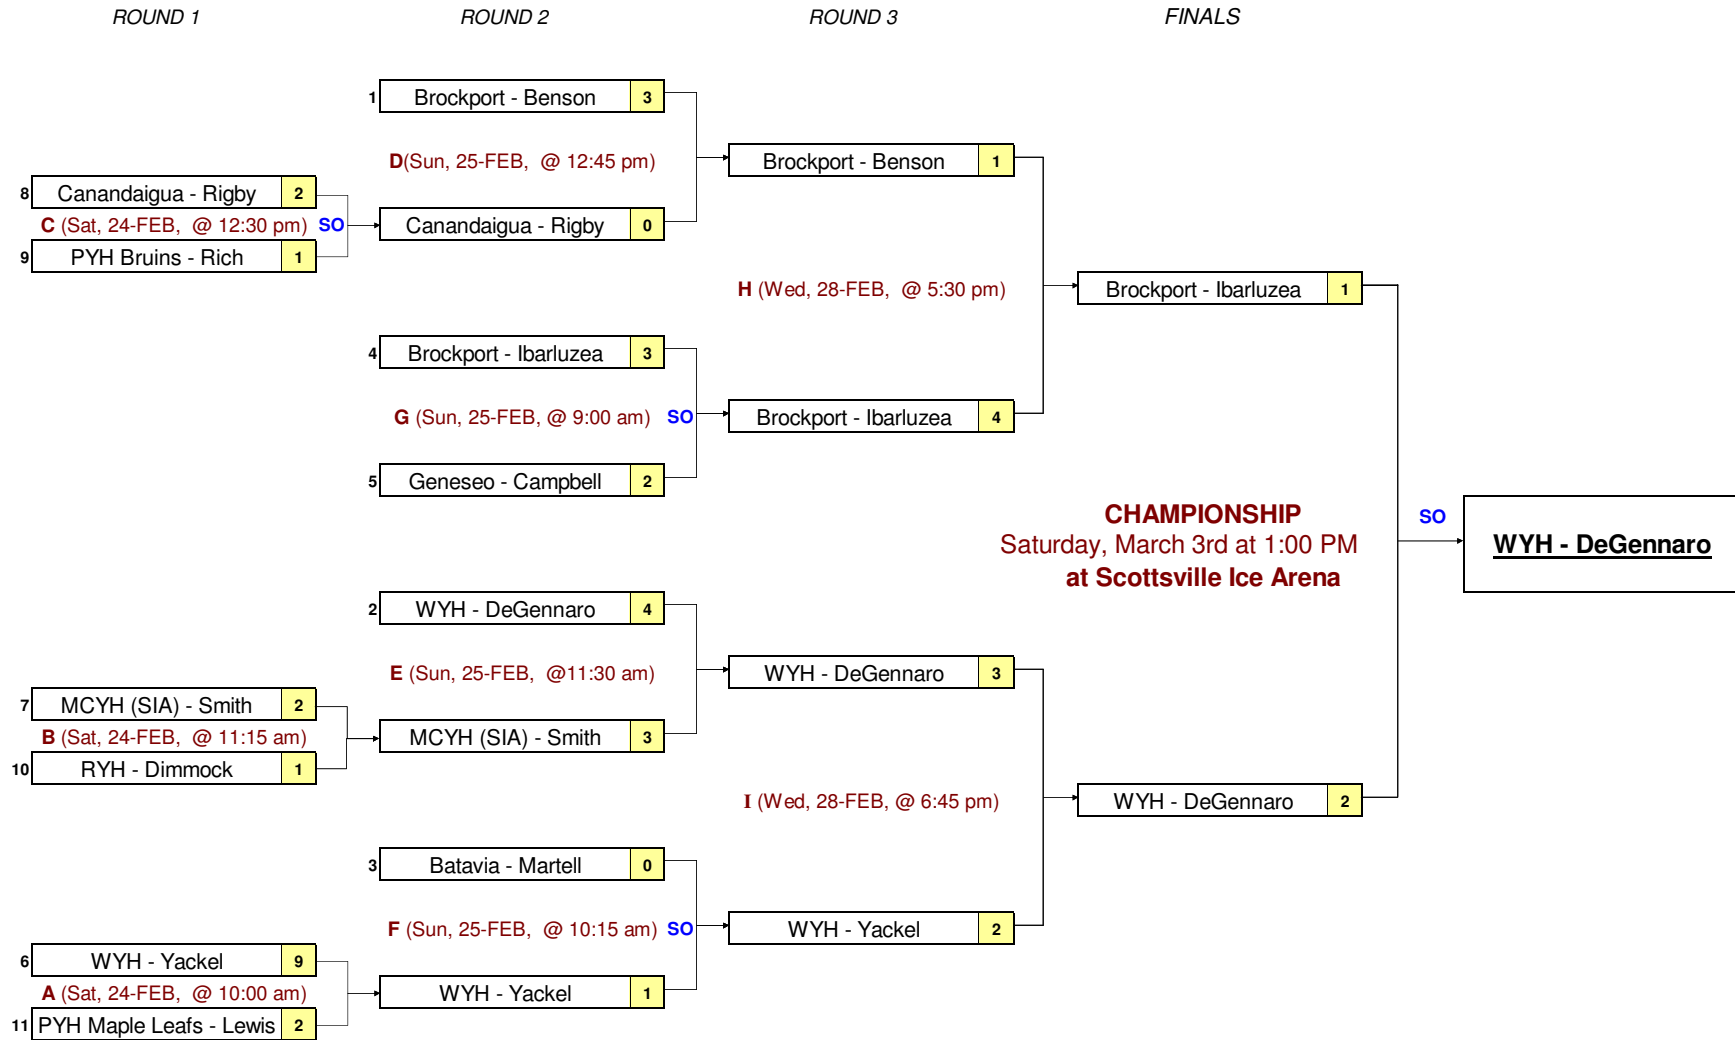 ROUND 1 ROUND 2 ROUND 3 FINALS
1 Brockport - Benson 3
D(Sun, 25-FEB, @ 12:45 pm)
Brockport - Benson 1
8 Canandaigua - Rigby 2
C (Sat, 24-FEB, @ 12:30 pm) SO
Canandaigua - Rigby 0
9 PYH Bruins - Rich 1
H (Wed, 28-FEB, @ 5:30 pm)
Brockport - Ibarluzea 1
4 Brockport - Ibarluzea 3
G (Sun, 25-FEB, @ 9:00 am) SO
Brockport - Ibarluzea 4
5 Geneseo - Campbell 2
CHAMPIONSHIP
Saturday, March 3rd at 1:00 PM
at Scottsville Ice Arena
SO
WYH - DeGennaro
2 WYH - DeGennaro 4
E (Sun, 25-FEB, @11:30 am)
WYH - DeGennaro 3
7 MCYH (SIA) - Smith 2
B (Sat, 24-FEB, @ 11:15 am)
MCYH (SIA) - Smith 3
10 RYH - Dimmock 1
I (Wed, 28-FEB, @ 6:45 pm)
WYH - DeGennaro 2
3 Batavia - Martell 0
F (Sun, 25-FEB, @ 10:15 am) SO
WYH - Yackel 2
6 WYH - Yackel 9
A (Sat, 24-FEB, @ 10:00 am)
WYH - Yackel 1
11 PYH Maple Leafs - Lewis 2